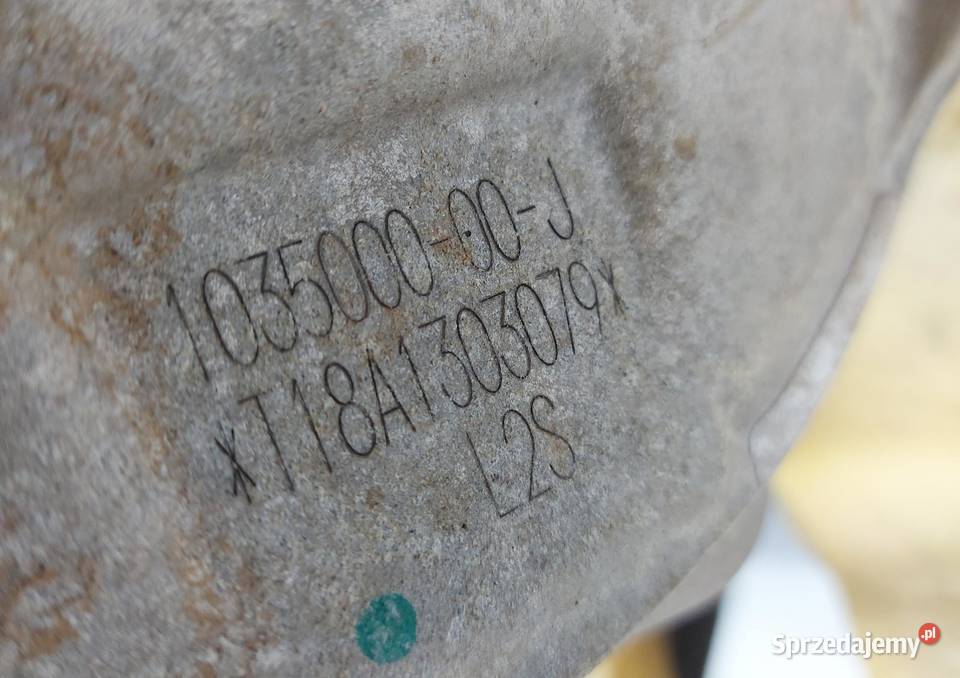 1035000-00-J
xT18A1303079x
L2S
Sprzedajemy.pl